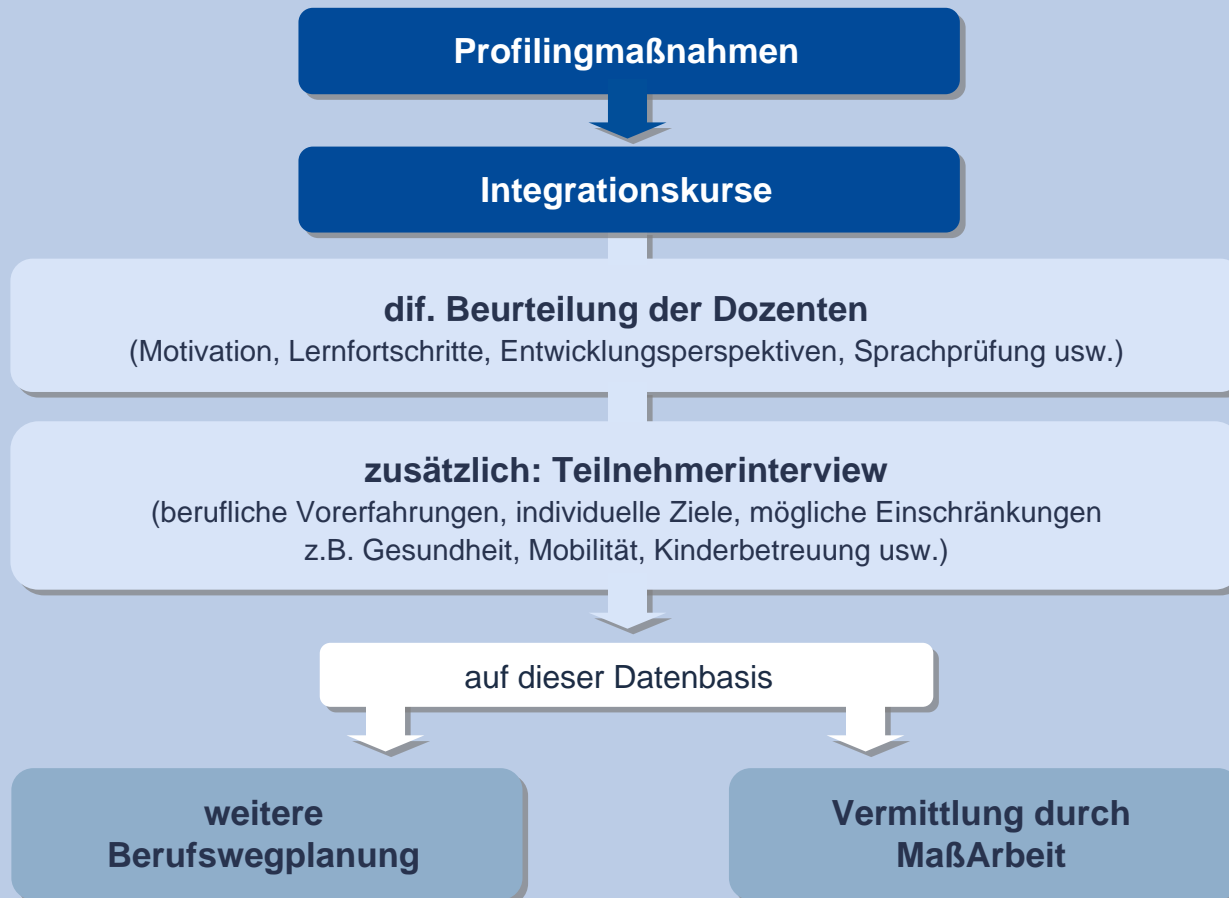 Profilingmaßnahmen
Integrationskurse
dif. Beurteilung der Dozenten
(Motivation, Lernfortschritte, Entwicklungsperspektiven, Sprachprüfung usw.)
zusätzlich: Teilnehmerinterview
(berufliche Vorerfahrungen, individuelle Ziele, mögliche Einschränkungen
z.B. Gesundheit, Mobilität, Kinderbetreuung usw.)
auf dieser Datenbasis
weitere
Berufswegplanung
Vermittlung durch
MaßArbeit